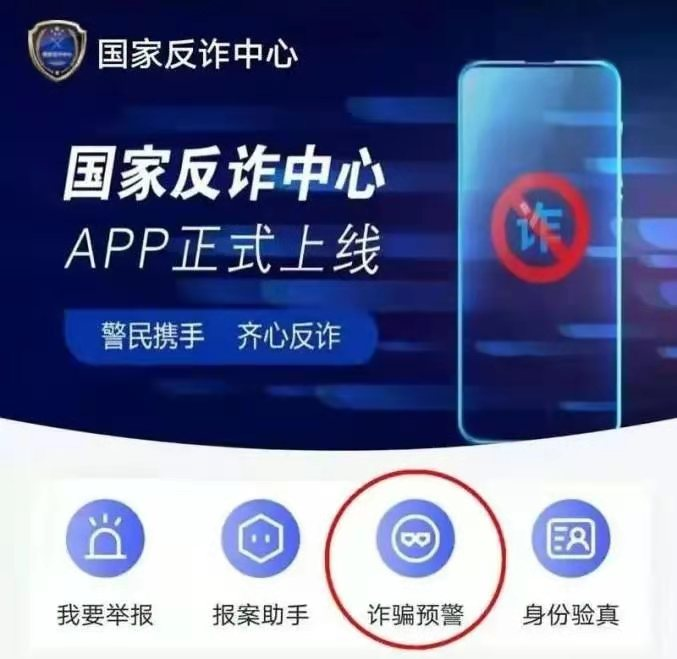 国家反诈中心
国家反诈中心
APP正式上线
警民携手 齐心反诈
诈
我要举报 报案助手 诈骗预警 身份验真